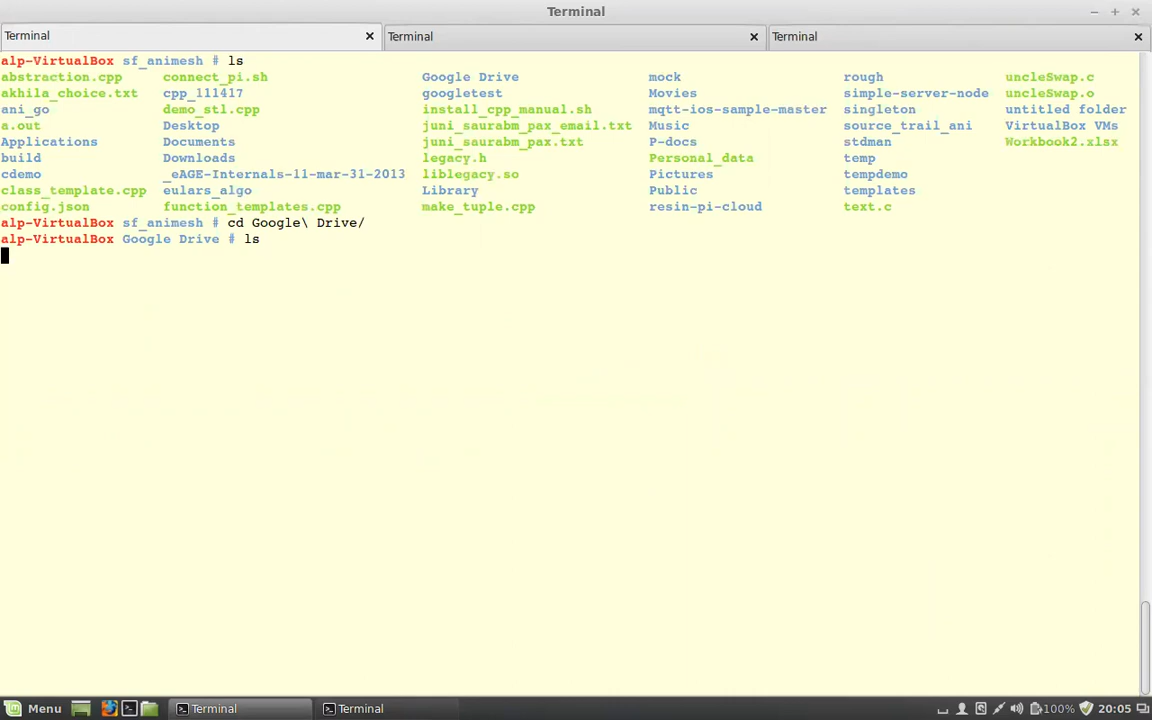 Terminal
Terminal Terminal Terminal
alp-VirtualBox sf_animesh # ls
abstraction.cpp connect_pi.sh Google Drive mock rough uncleSwap.c
akhila_choice.txt cpp_111417 googletest Movies simple-server-node uncleSwap.o
ani_go demo_stl.cpp install_cpp_manual.sh mqtt-ios-sample-master singleton untitled folder
a.out Desktop juni_saurabm_pax_email.txt Music source_trail_ani VirtualBox VMs
Applications Documents juni_saurabm_pax.txt P-docs stdman Workbook2.xlsx
build Downloads legacy.h Personal_data temp
cdemo _eAGE-Internals-11-mar-31-2013 liblegacy.so Pictures tempdemo
class_template.cpp eulars_algo Library Public templates
config.json function_templates.cpp make_tuple.cpp resin-pi-cloud text.c
alp-VirtualBox sf_animesh # cd Google\ Drive/
alp-VirtualBox Google Drive # ls
Menu Terminal Terminal 100% 20:05